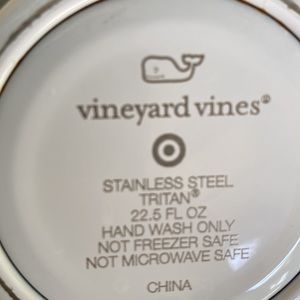 vineyard vines®
STAINLESS STEEL
TRITAN®
22.5 FL OZ
HAND WASH ONLY
NOT FREEZER SAFE
NOT MICROWAVE SAFE
CHINA